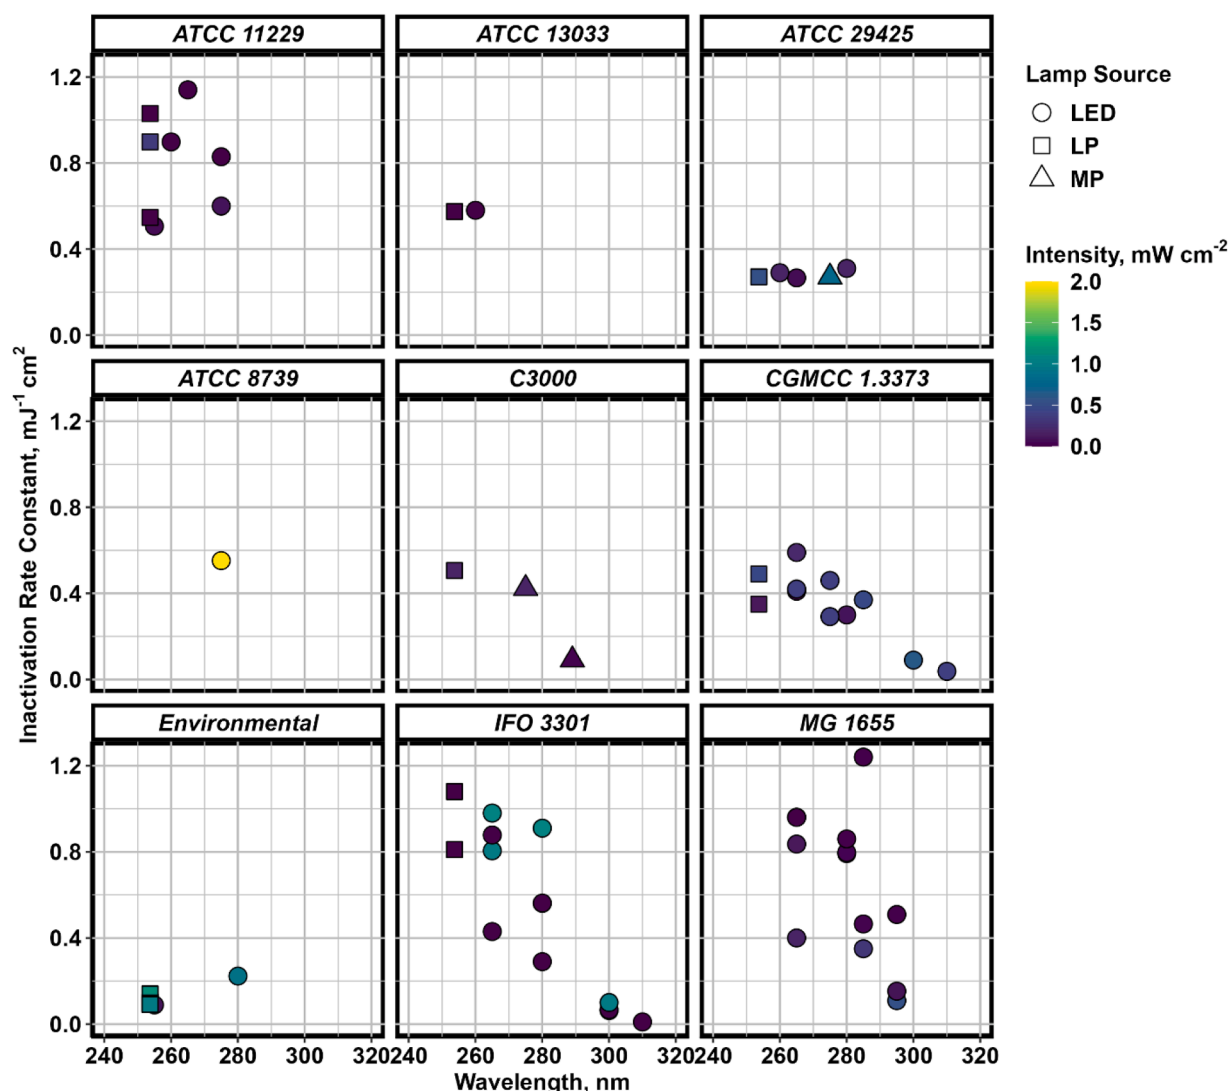 ATCC 11229 ATCC 13033 ATCC 29425
1.2
0.8
0.4
0.0
ATCC 8739 C3000 CGMCC 1.3373
1.2
0.8
0.4
0.0
Environmental IFO 3301 MG 1655
1.2
0.8
0.4
0.0
240 260 280 300 320 240 260 280 300 320 240 260 280 300 320
Wavelength, nm
Inactivation Rate Constant, mJ⁻¹ cm²
Lamp Source
LED
LP
MP
Intensity, mW cm⁻²
2.0
1.5
1.0
0.5
0.0